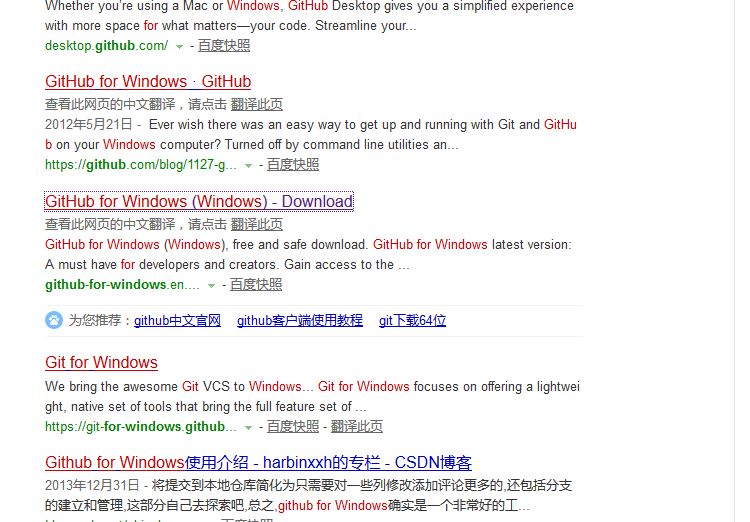 Whether you're using a Mac or Windows, GitHub Desktop gives you a simplified experience
with more space for what matters—your code. Streamline your...
desktop.github.com/ - 百度快照
GitHub for Windows · GitHub
查看此网页的中文翻译，请点击 翻译此页
2012年5月21日 - Ever wish there was an easy way to get up and running with Git and GitHu
b on your Windows computer? Turned off by command line utilities an...
https://github.com/blog/1127-g... - 百度快照
GitHub for Windows (Windows) - Download
查看此网页的中文翻译，请点击 翻译此页
GitHub for Windows (Windows), free and safe download. GitHub for Windows latest version:
A must have for developers and creators. Gain access to the ...
github-for-windows.en.... - 百度快照
为您推荐：github中文官网 github客户端使用教程 git下载64位
Git for Windows
We bring the awesome Git VCS to Windows... Git for Windows focuses on offering a lightwei
ght, native set of tools that bring the full feature set of ...
https://git-for-windows.github... - 百度快照 - 翻译此页
Github for Windows使用介绍 - harbinxxh的专栏 - CSDN博客
2013年12月31日 - 将提交到本地仓库简化为只需要对一些列修改添加评论更多的,还包括分支
的建立和管理,这部分自己去探索吧,总之,github for Windows确实是一个非常好的工...